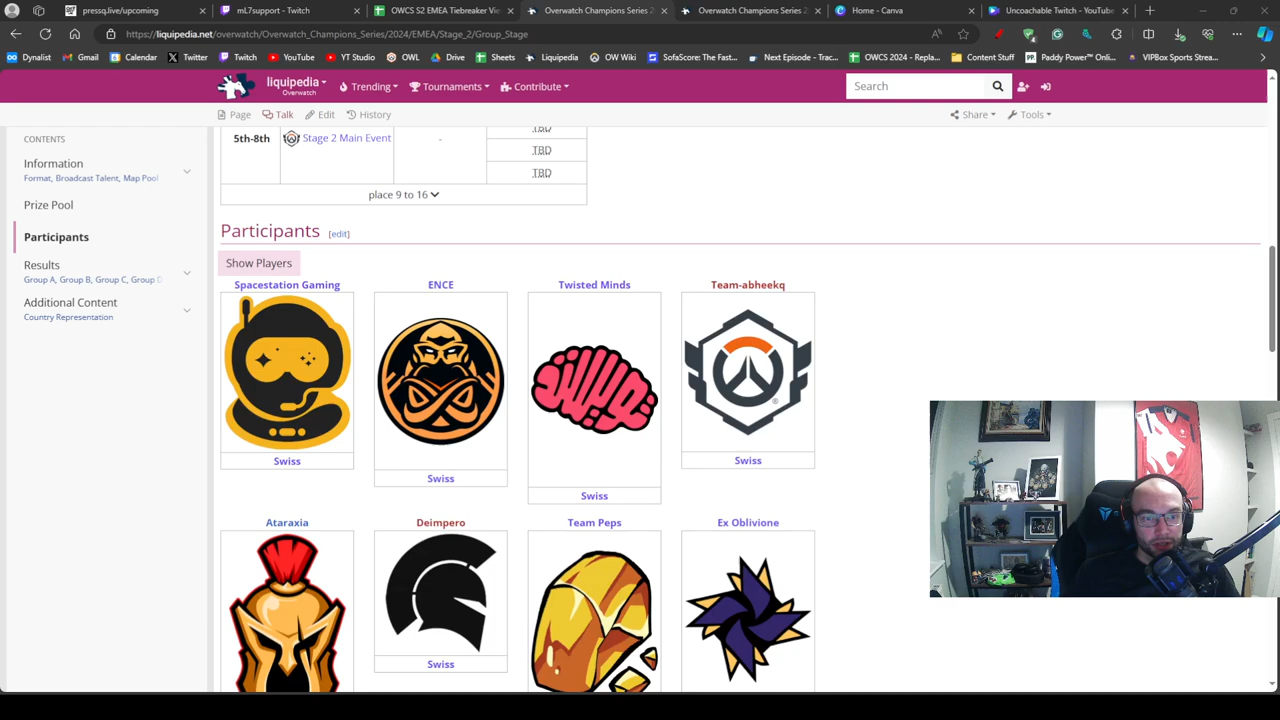 pressq.live/upcoming
mL7support - Twitch
OWCS S2 EMEA Tiebreaker Vie
Overwatch Champions Series 2
Overwatch Champions Series 2
Home - Canva
Uncoachable Twitch - YouTube
https://liquipedia.net/overwatch/Overwatch_Champions_Series/2024/EMEA/Stage_2/Group_Stage
Dynalist
Gmail
Calendar
Twitter
Twitch
YouTube
YT Studio
OWL
Drive
Sheets
Liquipedia
OW Wiki
SofaScore: The Fast...
Next Episode - Trac...
OWCS 2024 - Repla...
Content Stuff
Paddy Power™ Onli...
VIPBox Sports Strea...
liquipedia
Overwatch
Trending
Tournaments
Contribute
Search
Page
Talk
Edit
History
Share
Tools
CONTENTS
Information
Format, Broadcast Talent, Map Pool
Prize Pool
Participants
Results
Group A, Group B, Group C, Group D
Additional Content
Country Representation
5th-8th
Stage 2 Main Event
-
TBD
TBD
TBD
place 9 to 16
Participants [edit]
Show Players
Spacestation Gaming
ENCE
Twisted Minds
Team-abheekq
Swiss
Swiss
Swiss
Swiss
Ataraxia
Deimpero
Team Peps
Ex Oblivione
Swiss